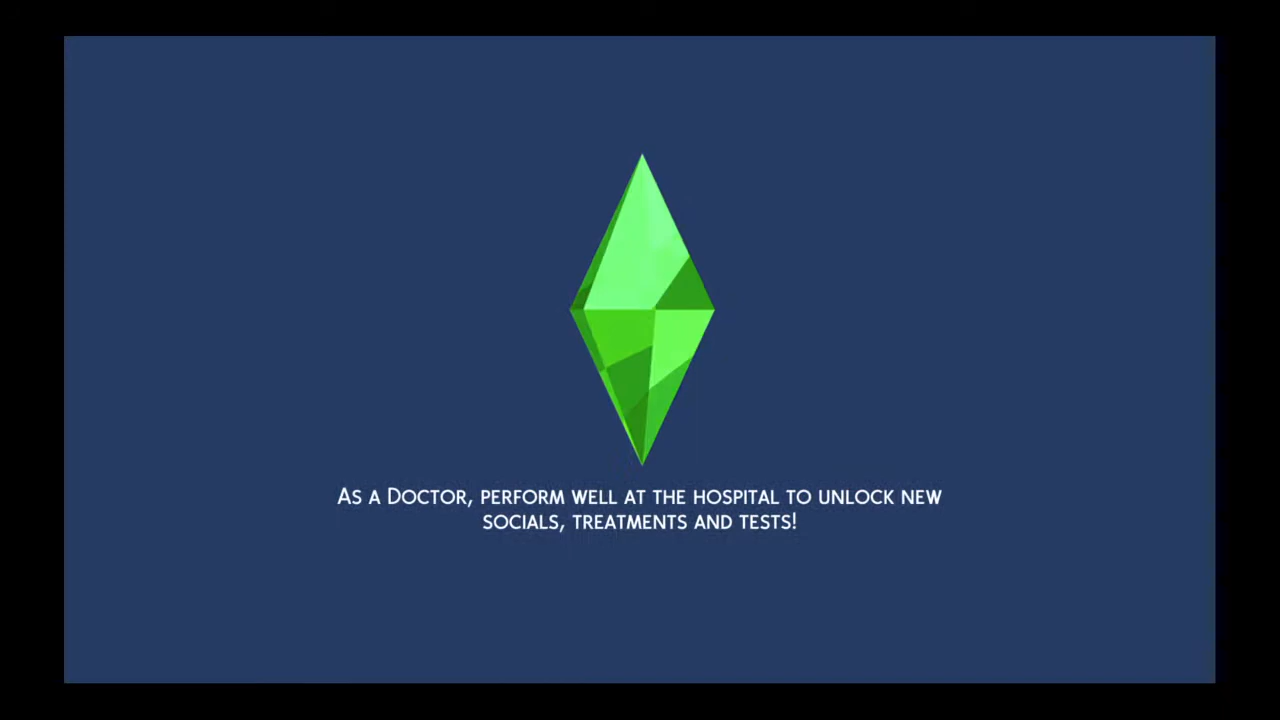 As a Doctor, perform well at the hospital to unlock new
socials, treatments and tests!